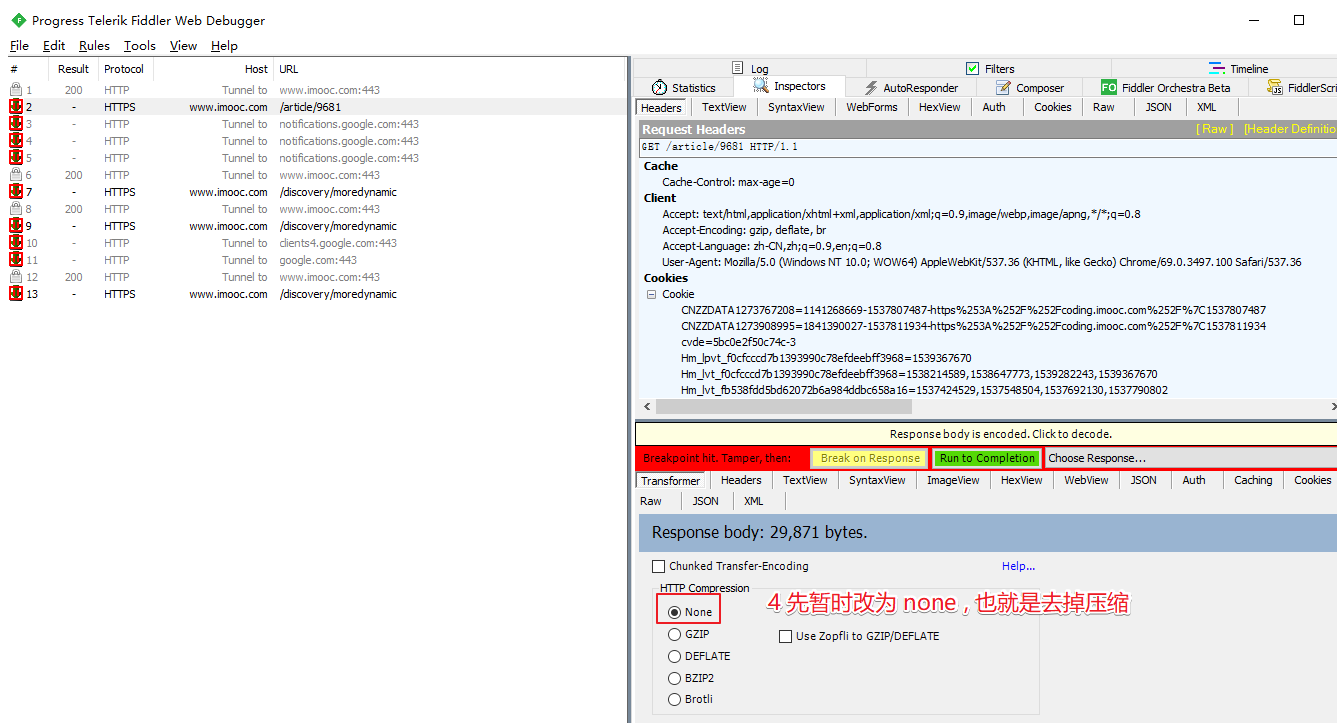 Progress Telerik Fiddler Web Debugger
File Edit Rules Tools View Help
# Result Protocol Host URL
1 200 HTTP Tunnel to www.imooc.com:443
2 - HTTPS www.imooc.com /article/9681
3 - HTTP Tunnel to notifications.google.com:443
4 - HTTP Tunnel to notifications.google.com:443
5 - HTTP Tunnel to notifications.google.com:443
6 200 HTTP Tunnel to www.imooc.com:443
7 - HTTPS www.imooc.com /discovery/moredynamic
8 200 HTTP Tunnel to www.imooc.com:443
9 - HTTPS www.imooc.com /discovery/moredynamic
10 - HTTP Tunnel to clients4.google.com:443
11 - HTTP Tunnel to google.com:443
12 200 HTTP Tunnel to www.imooc.com:443
13 - HTTPS www.imooc.com /discovery/moredynamic
Log Filters Timeline
Statistics Inspectors AutoResponder Composer FO Fiddler Orchestra Beta FiddlerScri
Headers TextView SyntaxView WebForms HexView Auth Cookies Raw JSON XML
Request Headers [ Raw ] [Header Definitio
GET /article/9681 HTTP/1.1
Cache
Cache-Control: max-age=0
Client
Accept: text/html,application/xhtml+xml,application/xml;q=0.9,image/webp,image/apng,*/*;q=0.8
Accept-Encoding: gzip, deflate, br
Accept-Language: zh-CN,zh;q=0.9,en;q=0.8
User-Agent: Mozilla/5.0 (Windows NT 10.0; WOW64) AppleWebKit/537.36 (KHTML, like Gecko) Chrome/69.0.3497.100 Safari/537.36
Cookies
Cookie
CNZZDATA1273767208=1141268669-1537807487-https%253A%252F%252Fcoding.imooc.com%252F%7C1537807487
CNZZDATA1273908995=1841390027-1537811934-https%253A%252F%252Fcoding.imooc.com%252F%7C1537811934
cvde=5bc0e2f50c74c-3
Hm_lpvt_f0cfcccd7b1393990c78efdeebff3968=1539367670
Hm_lvt_f0cfcccd7b1393990c78efdeebff3968=1538214589,1538647773,1539282243,1539367670
Hm_lvt_fb538fdd5bd62072b6a984ddbc658a16=1537424529,1537548504,1537692130,1537790802
Response body is encoded. Click to decode.
Breakpoint hit. Tamper, then: Break on Response Run to Completion Choose Response...
Transformer Headers TextView SyntaxView ImageView HexView WebView JSON Auth Caching Cookies
Raw JSON XML
Response body: 29,871 bytes.
Chunked Transfer-Encoding Help...
HTTP Compression
None
4 先暂时改为 none , 也就是去掉压缩
GZIP Use Zopfli to GZIP/DEFLATE
DEFLATE
BZIP2
Brotli